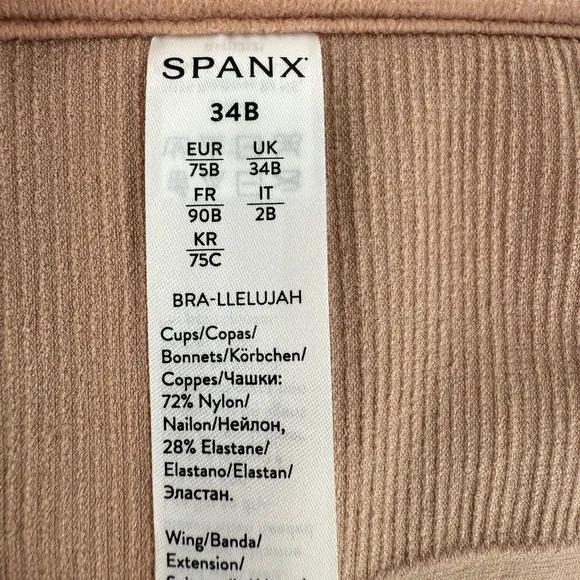 SPANX
34B
EUR UK
75B 34B
FR IT
90B 2B
KR
75C
BRA-LLELUJAH
Cups/Copas/
Bonnets/Körbchen/
Coppes/Чашки:
72% Nylon/
Nailon/Нейлон,
28% Elastane/
Elastano/Elastan/
Эластан.
Wing/Banda/
Extension/